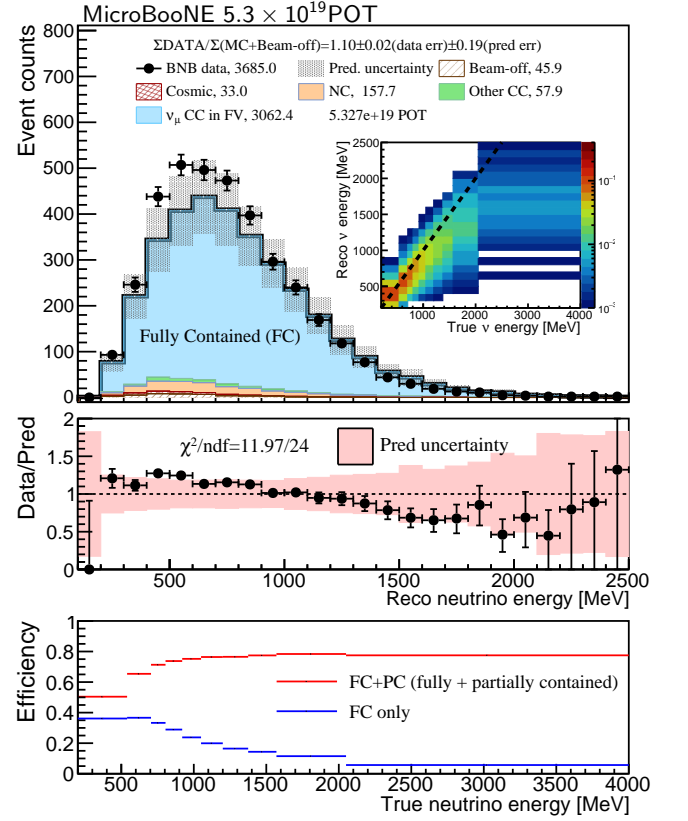 MicroBooNE 5.3 × 10¹⁹POT
800
700
600
500
400
300
200
100
0
Event counts
ΣDATA/Σ(MC+Beam-off)=1.10±0.02(data err)±0.19(pred err)
BNB data, 3685.0 Pred. uncertainty Beam-off, 45.9
Cosmic, 33.0 NC, 157.7 Other CC, 57.9
νμ CC in FV, 3062.4 5.327e+19 POT
Fully Contained (FC)
2500
2000
1500
1000
500
Reco ν energy [MeV]
1000 2000 3000 4000
True ν energy [MeV]
10⁻¹
10⁻²
10⁻³
2
1.5
1
0.5
0
Data/Pred
χ²/ndf=11.97/24 Pred uncertainty
500 1000 1500 2000 2500
Reco neutrino energy [MeV]
1
0.8
0.6
0.4
0.2
0
Efficiency
FC+PC (fully + partially contained)
FC only
500 1000 1500 2000 2500 3000 3500 4000
True neutrino energy [MeV]